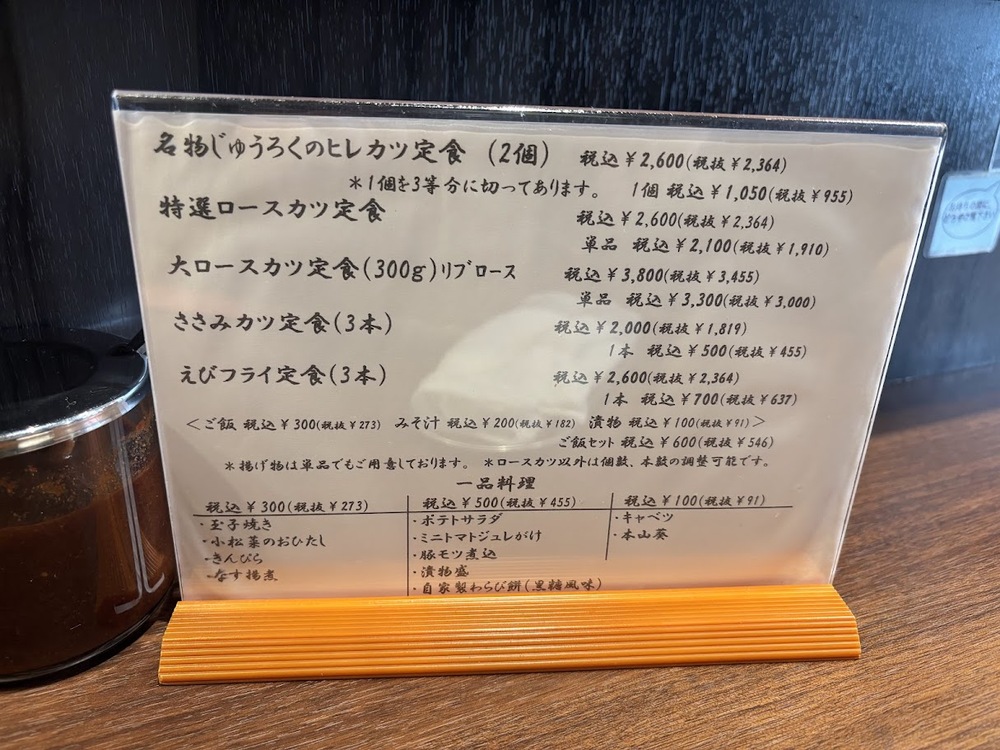 名物じゅうろくのヒレカツ定食 (2個) 税込¥2,600(税抜¥2,364)
＊1個を3等分に切ってあります。 1個 税込¥1,050(税抜¥955)
特選ロースカツ定食 税込¥2,600(税抜¥2,364)
単品 税込¥2,100(税抜¥1,910)
大ロースカツ定食(300g)リブロース 税込¥3,800(税抜¥3,455)
単品 税込¥3,300(税抜¥3,000)
ささみカツ定食(3本) 税込¥2,000(税抜¥1,819)
1本 税込¥500(税抜¥455)
えびフライ定食(3本) 税込¥2,600(税抜¥2,364)
1本 税込¥700(税抜¥637)
＜ご飯 税込¥300(税抜¥273) みそ汁 税込¥200(税抜¥182) 漬物 税込¥100(税抜¥91)＞
ご飯セット 税込¥600(税抜¥546)
＊揚げ物は単品でもご用意しております。 ＊ロースカツ以外は個数、本数の調整可能です。
一品料理
税込¥300(税抜¥273)
・玉子焼き
・小松菜のおひたし
・きんぴら
・なす揚煮
税込¥500(税抜¥455)
・ポテトサラダ
・ミニトマトジュレがけ
・豚モツ煮込
・漬物盛
・自家製わらび餅(黒糖風味)
税込¥100(税抜¥91)
・キャベツ
・本山葵